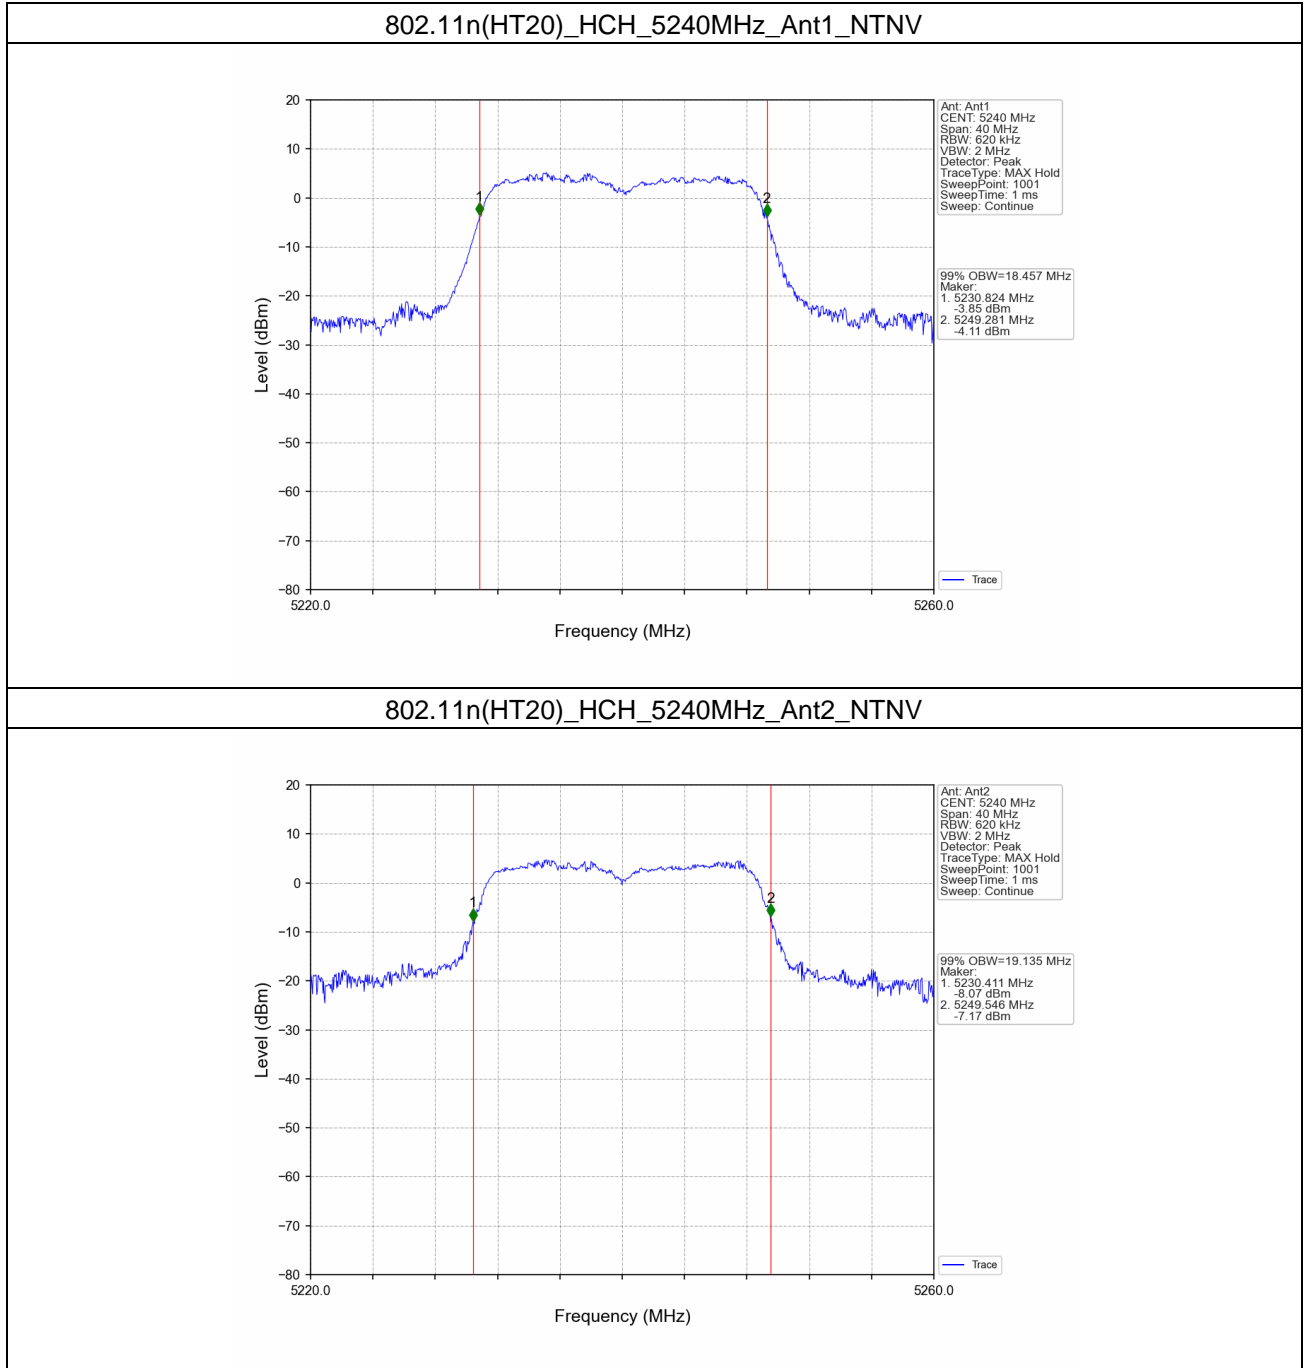 802.11n(HT20)_HCH_5240MHz_Ant1_NTNV
20
10
0
−10
−20
−30
−40
−50
−60
−70
−80
Level (dBm)
1
2
5220.0
5260.0
Frequency (MHz)
Ant: Ant1
CENT: 5240 MHz
Span: 40 MHz
RBW: 620 kHz
VBW: 2 MHz
Detector: Peak
TraceType: MAX Hold
SweepPoint: 1001
SweepTime: 1 ms
Sweep: Continue
99% OBW=18.457 MHz
Maker:
1. 5230.824 MHz
-3.85 dBm
2. 5249.281 MHz
-4.11 dBm
Trace
802.11n(HT20)_HCH_5240MHz_Ant2_NTNV
20
10
0
−10
−20
−30
−40
−50
−60
−70
−80
Level (dBm)
1
2
5220.0
5260.0
Frequency (MHz)
Ant: Ant2
CENT: 5240 MHz
Span: 40 MHz
RBW: 620 kHz
VBW: 2 MHz
Detector: Peak
TraceType: MAX Hold
SweepPoint: 1001
SweepTime: 1 ms
Sweep: Continue
99% OBW=19.135 MHz
Maker:
1. 5230.411 MHz
-8.07 dBm
2. 5249.546 MHz
-7.17 dBm
Trace